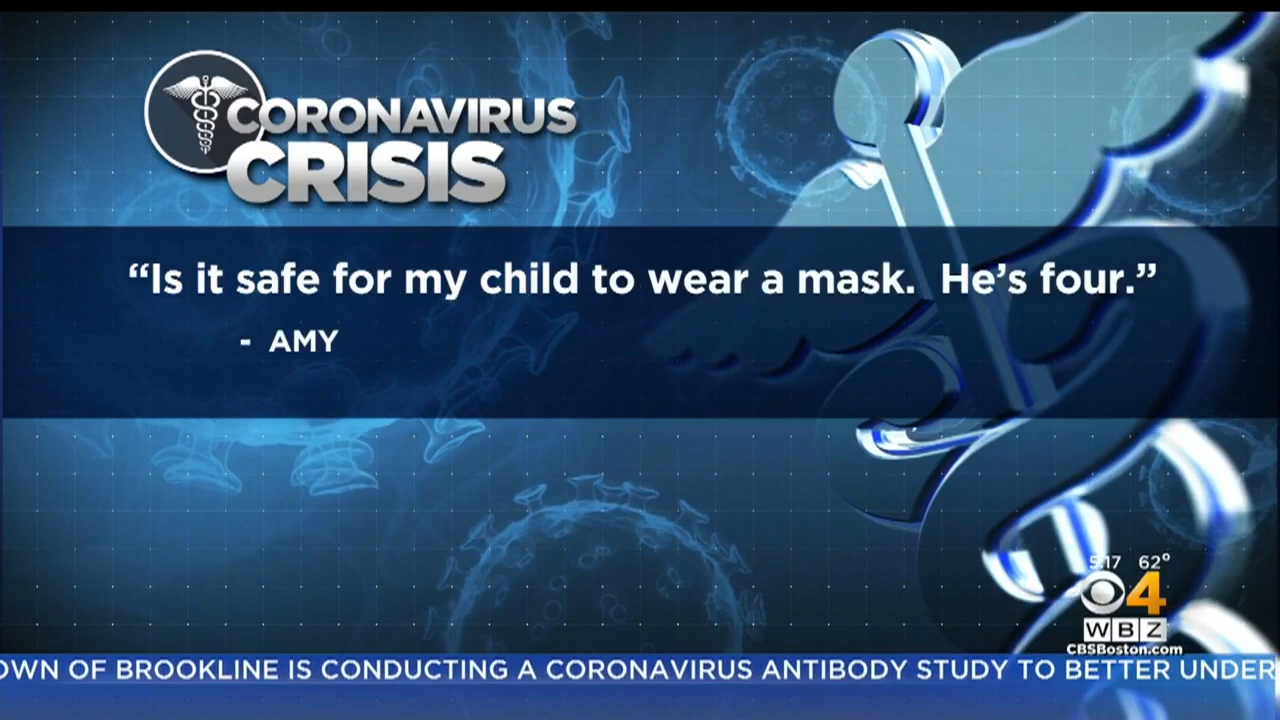 CORONAVIRUS
CRISIS
“Is it safe for my child to wear a mask.  He’s four.”
-  AMY
5:17  62°
4
WBZ
CBSBoston.com
OWN OF BROOKLINE IS CONDUCTING A CORONAVIRUS ANTIBODY STUDY TO BETTER UNDER